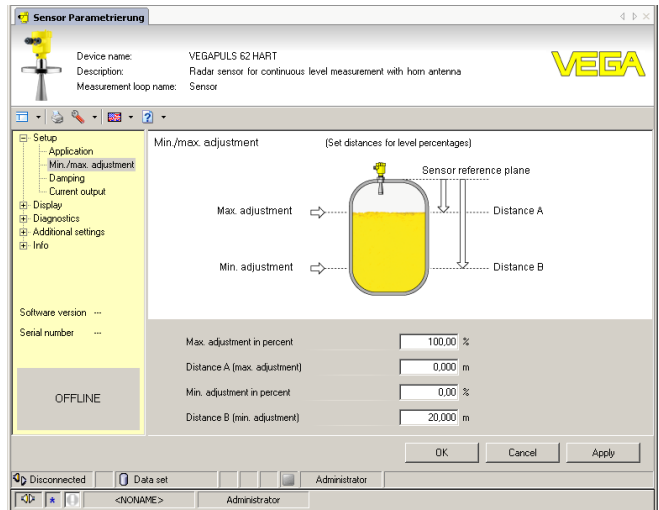 Sensor Parametrierung
Device name: VEGAPULS 62 HART
Description: Radar sensor for continuous level measurement with horn antenna
Measurement loop name: Sensor
VEGA
Setup
Application
Min./max. adjustment
Damping
Current output
Display
Diagnostics
Additional settings
Info
Software version ---
Serial number ---
OFFLINE
Min./max. adjustment (Set distances for level percentages)
Sensor reference plane
Max. adjustment Distance A
Min. adjustment Distance B
Max. adjustment in percent 100,00 %
Distance A (max. adjustment) 0,000 m
Min. adjustment in percent 0,00 %
Distance B (min. adjustment) 20,000 m
OK Cancel Apply
Disconnected Data set Administrator
<NONAME> Administrator